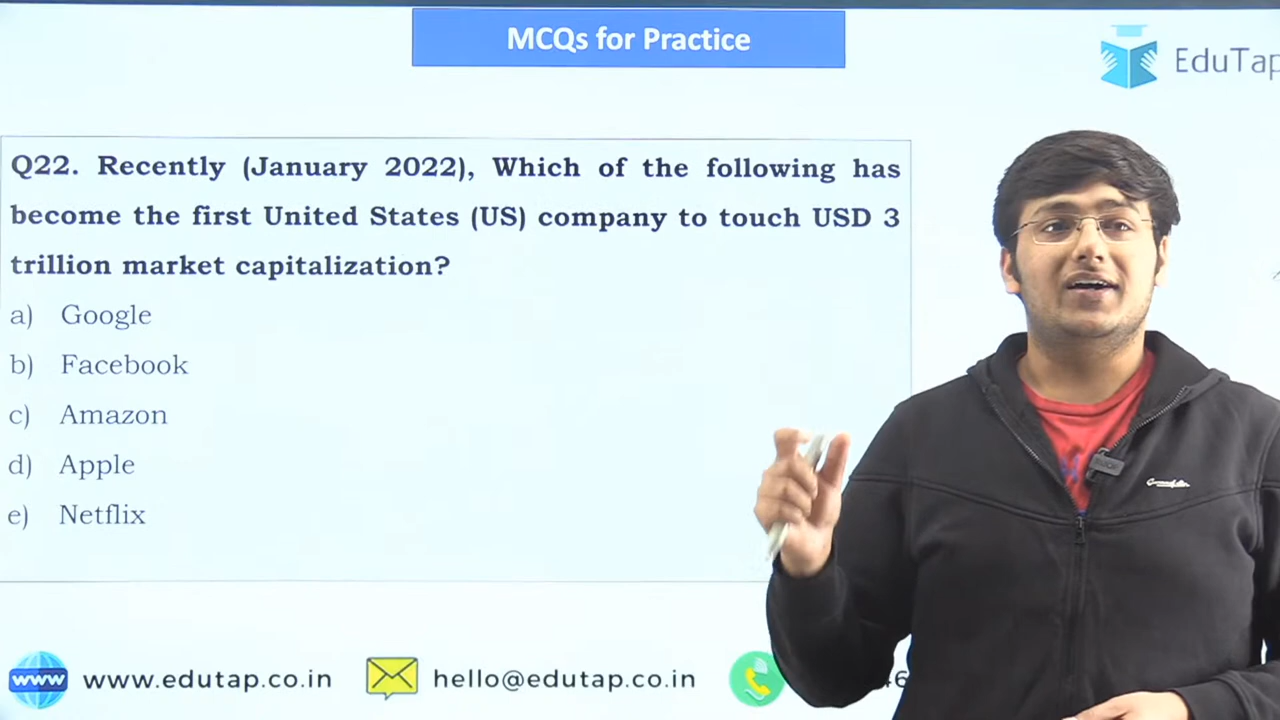 MCQs for Practice
EduTap
Q22. Recently (January 2022), Which of the following has
become the first United States (US) company to touch USD 3
trillion market capitalization?
a) Google
b) Facebook
c) Amazon
d) Apple
e) Netflix
www www.edutap.co.in hello@edutap.co.in